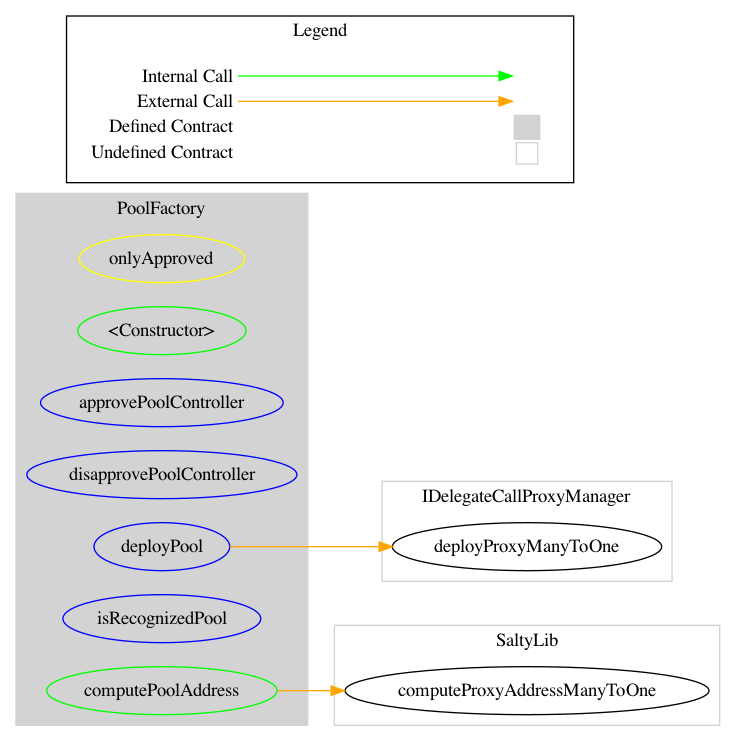 Legend
Internal Call
External Call
Defined Contract
Undefined Contract
PoolFactory
onlyApproved
<Constructor>
approvePoolController
disapprovePoolController
IDelegateCallProxyManager
deployPool
deployProxyManyToOne
isRecognizedPool
SaltyLib
computePoolAddress
computeProxyAddressManyToOne